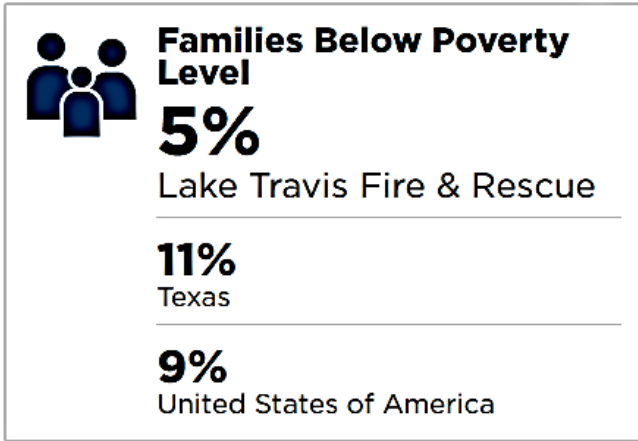 Families Below Poverty
Level
5%
Lake Travis Fire & Rescue
11%
Texas
9%
United States of America